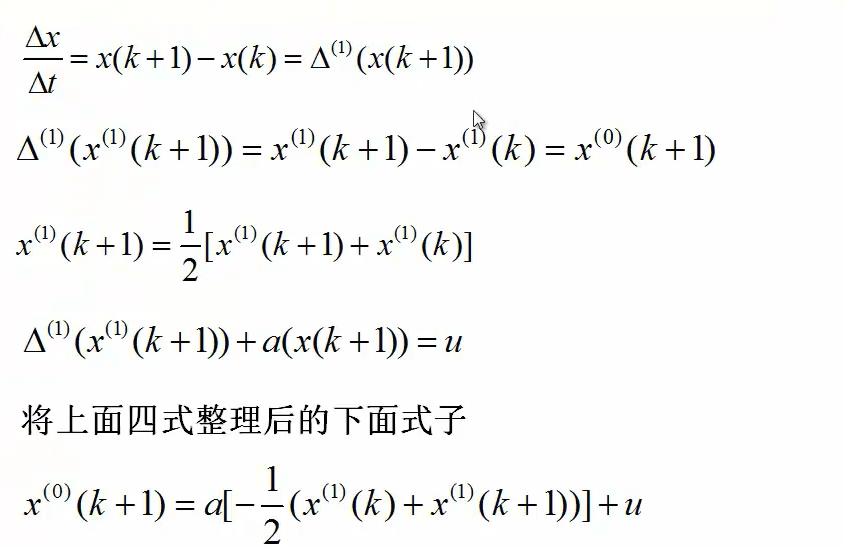 Δx/Δt = x(k+1) − x(k) = Δ⁽¹⁾(x(k+1))
Δ⁽¹⁾(x⁽¹⁾(k+1)) = x⁽¹⁾(k+1) − x⁽¹⁾(k) = x⁽⁰⁾(k+1)
x⁽¹⁾(k+1) = 1/2[x⁽¹⁾(k+1) + x⁽¹⁾(k)]
Δ⁽¹⁾(x⁽¹⁾(k+1)) + a(x(k+1)) = u
将上面四式整理后的下面式子
x⁽⁰⁾(k+1) = a[−1/2(x⁽¹⁾(k) + x⁽¹⁾(k+1))] + u